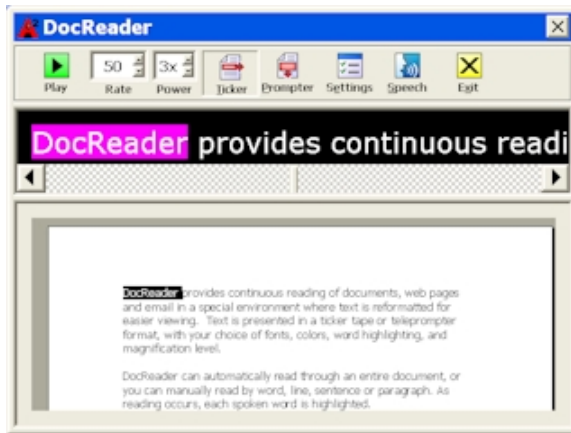 DocReader
50 3x
Play Rate Power Ticker Prompter Settings Speech Exit
DocReader provides continuous readi
DocReader provides continuous reading of documents, web pages
and email in a special environment where text is reformatted for
easier viewing. Text is presented in a ticker tape or teleprompter
format, with your choice of fonts, colors, word highlighting, and
magnification level.
DocReader can automatically read through an entire document, or
you can manually read by word, line, sentence or paragraph. As
reading occurs, each spoken word is highlighted.